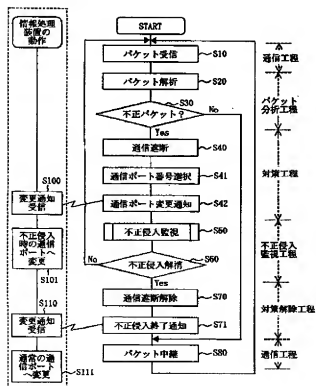 情報処理
装置の
動作
START
パケット受信
S10
パケット解析
S20
S30
不正パケット?
No
Yes
通信遮断
S40
通信ポート番号選択
S41
通信ポート変更通知
S42
不正侵入監視
S50
S60
不正侵入解消
No
Yes
通信遮断解除
S70
不正侵入終了通知
S71
パケット中継
S80
S100
変更通知
受信
不正侵入
時の通信
ポートへ
変更
S101
S110
変更通知
受信
通常の通
信ポート
へ変更
S111
通信工程
パケット
分析工程
対策工程
不正侵入
監視工程
対策解除工程
通信工程